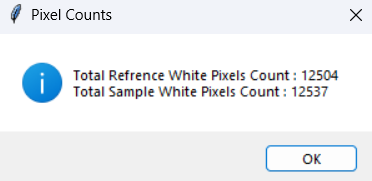 Pixel Counts
Total Refrence White Pixels Count : 12504
Total Sample White Pixels Count : 12537
OK